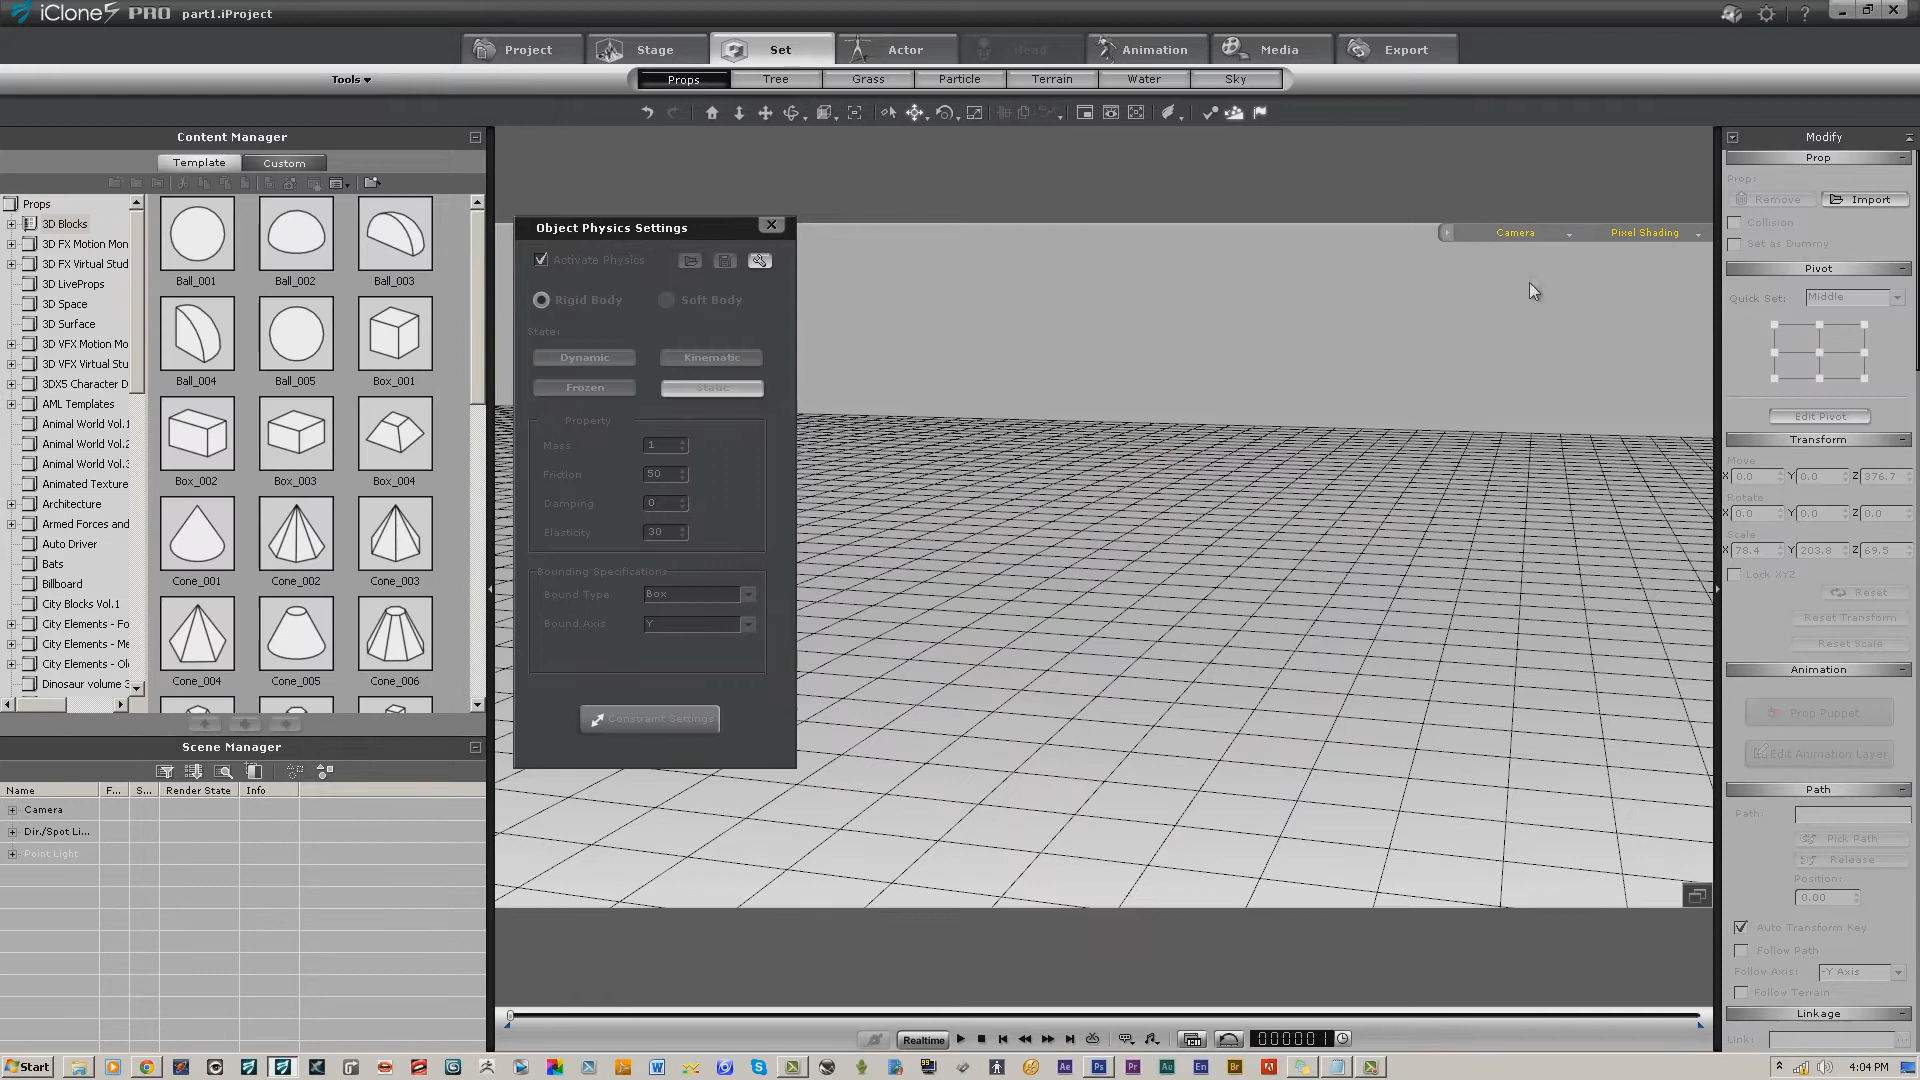 iClone5 PRO part1.iProject
Project Stage Set Actor Head Animation Media Export
Tools
Props Tree Grass Particle Terrain Water Sky
Content Manager
Template Custom
Props
3D Blocks
3D FX Motion Mon
3D FX Virtual Stud
3D LiveProps
3D Space
3D Surface
3D VFX Motion Mo
3D VFX Virtual Stu
3DX5 Character D
AML Templates
Animal World Vol.1
Animal World Vol.2
Animal World Vol.3
Animated Texture
Architecture
Armed Forces and
Auto Driver
Bats
Billboard
City Blocks Vol.1
City Elements - Fo
City Elements - Me
City Elements - Ol
Dinosaur volume 3
Ball_001 Ball_002 Ball_003
Ball_004 Ball_005 Box_001
Box_002 Box_003 Box_004
Cone_001 Cone_002 Cone_003
Cone_004 Cone_005 Cone_006
Scene Manager
Name F... S... Render State Info
Camera
Dir./Spot Li...
Point Light
Object Physics Settings
Activate Physics
Rigid Body Soft Body
State:
Dynamic Kinematic
Frozen Static
Property
Mass 1
Friction 50
Damping 0
Elasticity 30
Bounding Specifications
Bound Type Box
Bound Axis Y
Constraint Settings
Camera Pixel Shading
Modify
Prop
Prop:
Remove Import
Collision
Set as Dummy
Pivot
Quick Set: Middle
Edit Pivot
Transform
Move
X 0.0 Y 0.0 Z 376.7
Rotate
X 0.0 Y 0.0 Z 0.0
Scale
X 78.4 Y 203.8 Z 69.5
Lock XYZ
Reset
Reset Transform
Reset Scale
Animation
Prop Puppet
Edit Animation Layer
Path
Path:
Pick Path
Release
Position:
0.00
Auto Transform Key
Follow Path
Follow Axis: -Y Axis
Follow Terrain
Linkage
Link:
Realtime 000001
Start 4:04 PM